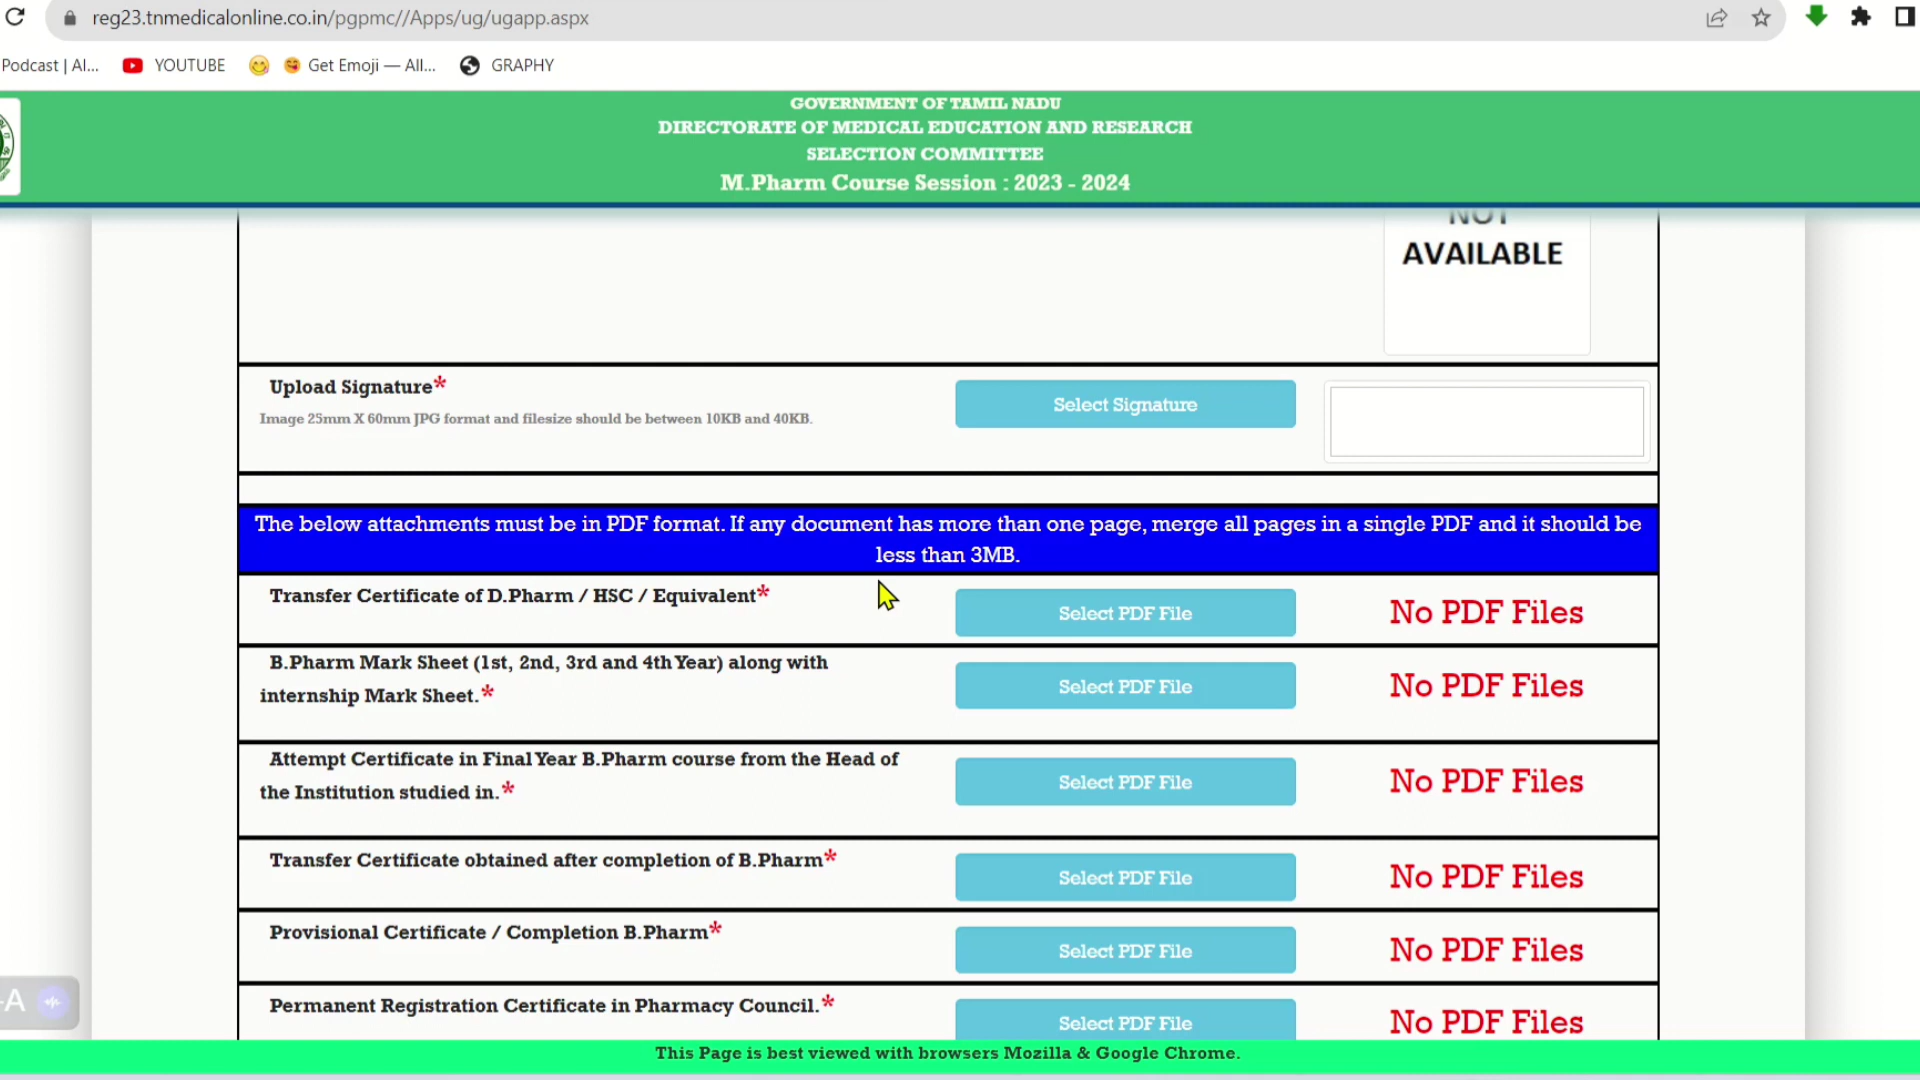 reg23.tnmedicalonline.co.in/pgpmc//Apps/ug/ugapp.aspx
Podcast | AI... YOUTUBE Get Emoji — All... GRAPHY
GOVERNMENT OF TAMIL NADU
DIRECTORATE OF MEDICAL EDUCATION AND RESEARCH
SELECTION COMMITTEE
M.Pharm Course Session : 2023 - 2024
NOT
AVAILABLE
Upload Signature*
Select Signature
Image 25mm X 60mm JPG format and filesize should be between 10KB and 40KB.
The below attachments must be in PDF format. If any document has more than one page, merge all pages in a single PDF and it should be
less than 3MB.
Transfer Certificate of D.Pharm / HSC / Equivalent*
Select PDF File
No PDF Files
B.Pharm Mark Sheet (1st, 2nd, 3rd and 4th Year) along with
internship Mark Sheet.*
Select PDF File
No PDF Files
Attempt Certificate in Final Year B.Pharm course from the Head of
the Institution studied in.*
Select PDF File
No PDF Files
Transfer Certificate obtained after completion of B.Pharm*
Select PDF File
No PDF Files
Provisional Certificate / Completion B.Pharm*
Select PDF File
No PDF Files
Permanent Registration Certificate in Pharmacy Council.*
Select PDF File
No PDF Files
A
This Page is best viewed with browsers Mozilla & Google Chrome.